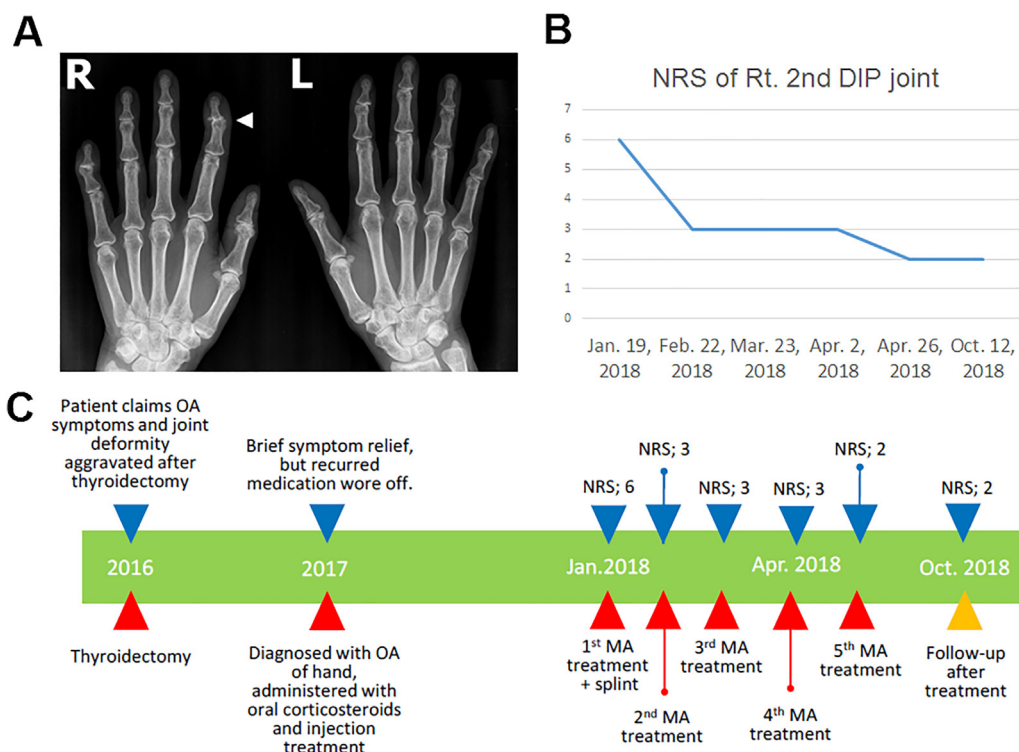 A
R
L
B
NRS of Rt. 2nd DIP joint
7
6
5
4
3
2
1
0
Jan. 19, Feb. 22, Mar. 23, Apr. 2, Apr. 26, Oct. 12,
2018 2018 2018 2018 2018 2018
C
Patient claims OA
symptoms and joint
deformity
aggravated after
thyroidectomy
Brief symptom relief,
but recurred
medication wore off.
NRS; 6
NRS; 3
NRS; 3
NRS; 3
NRS; 2
NRS; 2
2016
2017
Jan.2018
Apr. 2018
Oct. 2018
Thyroidectomy
Diagnosed with OA
of hand,
administered with
oral corticosteroids
and injection
treatment
1st MA
treatment
+ splint
2nd MA
treatment
3rd MA
treatment
4th MA
treatment
5th MA
treatment
Follow-up
after
treatment